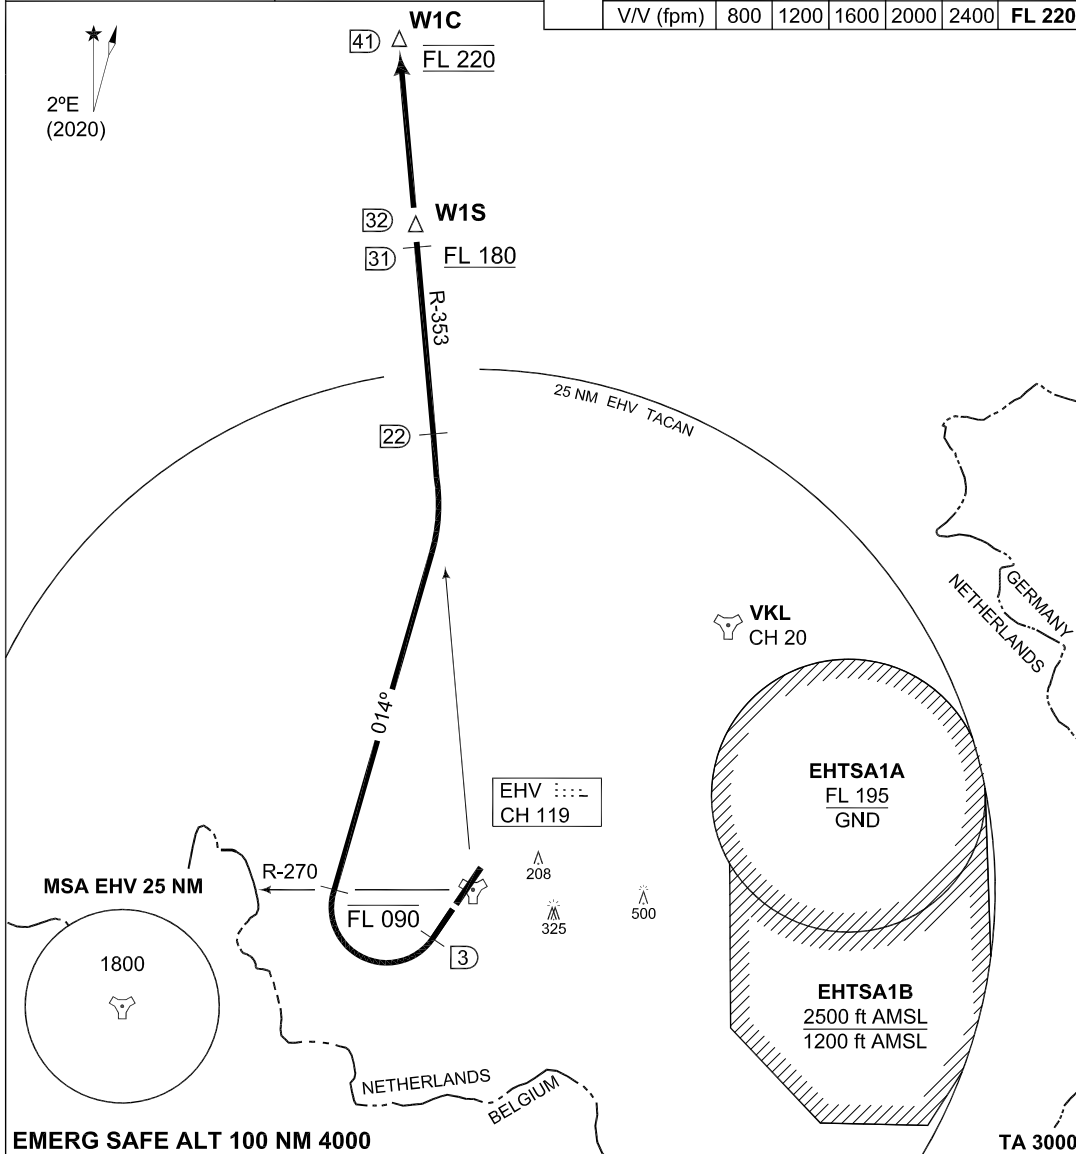 V/V (fpm) 800 1200 1600 2000 2400 FL 220
W1C
41
FL 220
2ºE
(2020)
32
W1S
31
FL 180
R-353
25 NM EHV TACAN
22
GERMANY
NETHERLANDS
VKL
CH 20
014º
EHTSA1A
FL 195
GND
EHV
CH 119
R-270
208
MSA EHV 25 NM
FL 090
325
500
3
1800
EHTSA1B
2500 ft AMSL
1200 ft AMSL
NETHERLANDS
BELGIUM
EMERG SAFE ALT 100 NM 4000
TA 3000